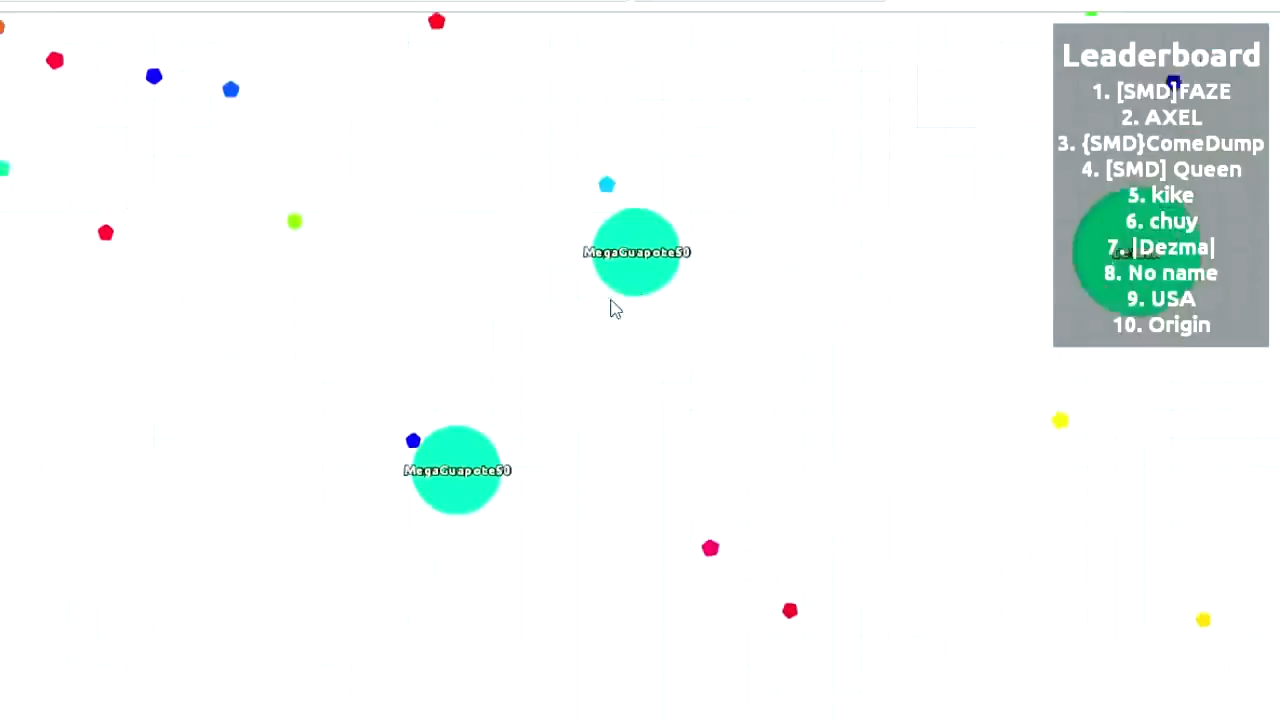 Leaderboard
1. [SMD]FAZE
2. AXEL
3. {SMD}ComeDump
4. [SMD] Queen
5. kike
6. chuy
7. |Dezma|
8. No name
9. USA
10. Origin
MegaGuapote50
MegaGuapote50